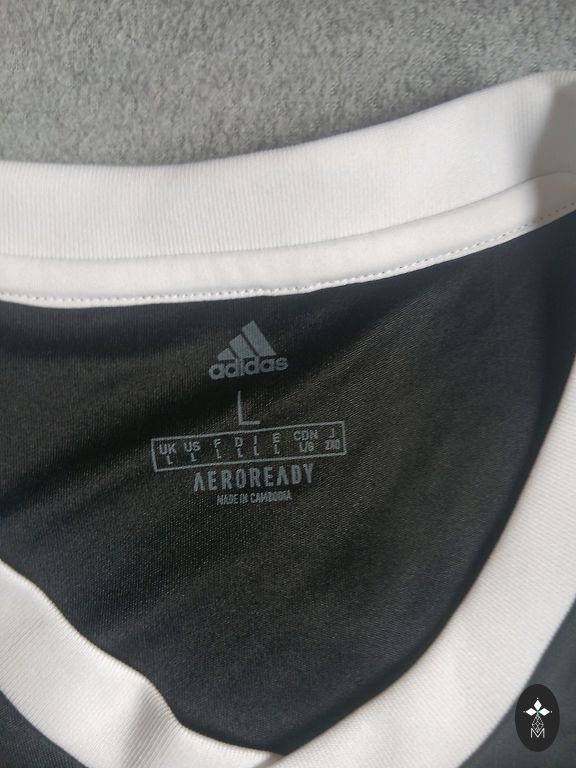 adidas
L
UK US F D I E CDN J
L L L L L L L/G 2XO
AEROREADY
MADE IN CAMBODIA
M